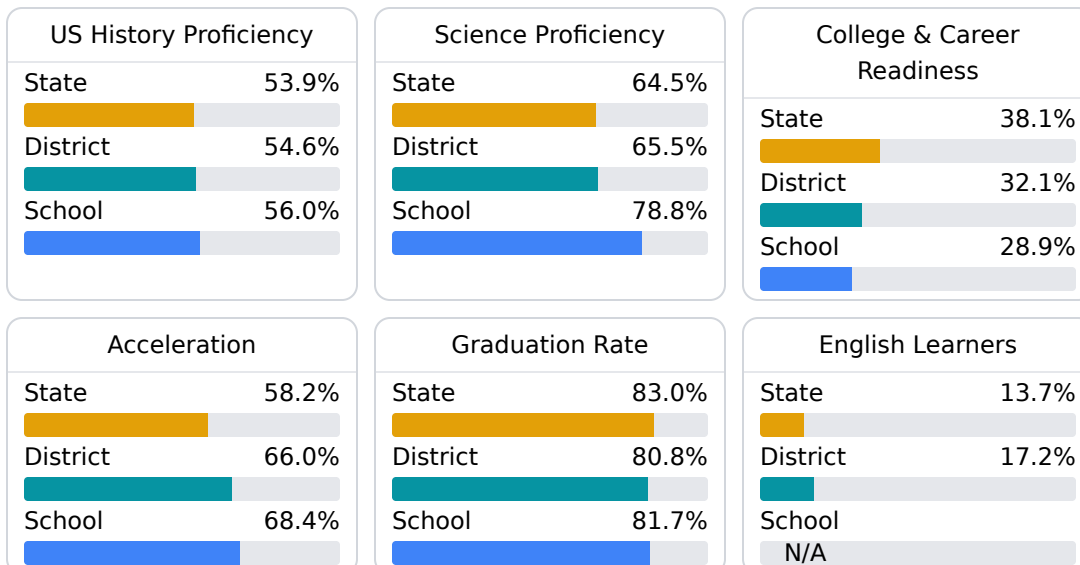 US History Proficiency
State 53.9%
District 54.6%
School 56.0%
Science Proficiency
State 64.5%
District 65.5%
School 78.8%
College & Career
Readiness
State 38.1%
District 32.1%
School 28.9%
Acceleration
State 58.2%
District 66.0%
School 68.4%
Graduation Rate
State 83.0%
District 80.8%
School 81.7%
English Learners
State 13.7%
District 17.2%
School
N/A